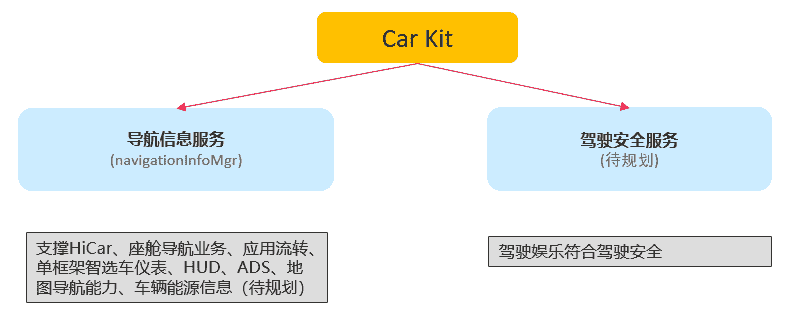 Car Kit
导航信息服务
(navigationInfoMgr)
驾驶安全服务
(待规划)
支撑HiCar、座舱导航业务、应用流转、
单框架智选车仪表、HUD、ADS、地
图导航能力、车辆能源信息（待规划）
驾驶娱乐符合驾驶安全